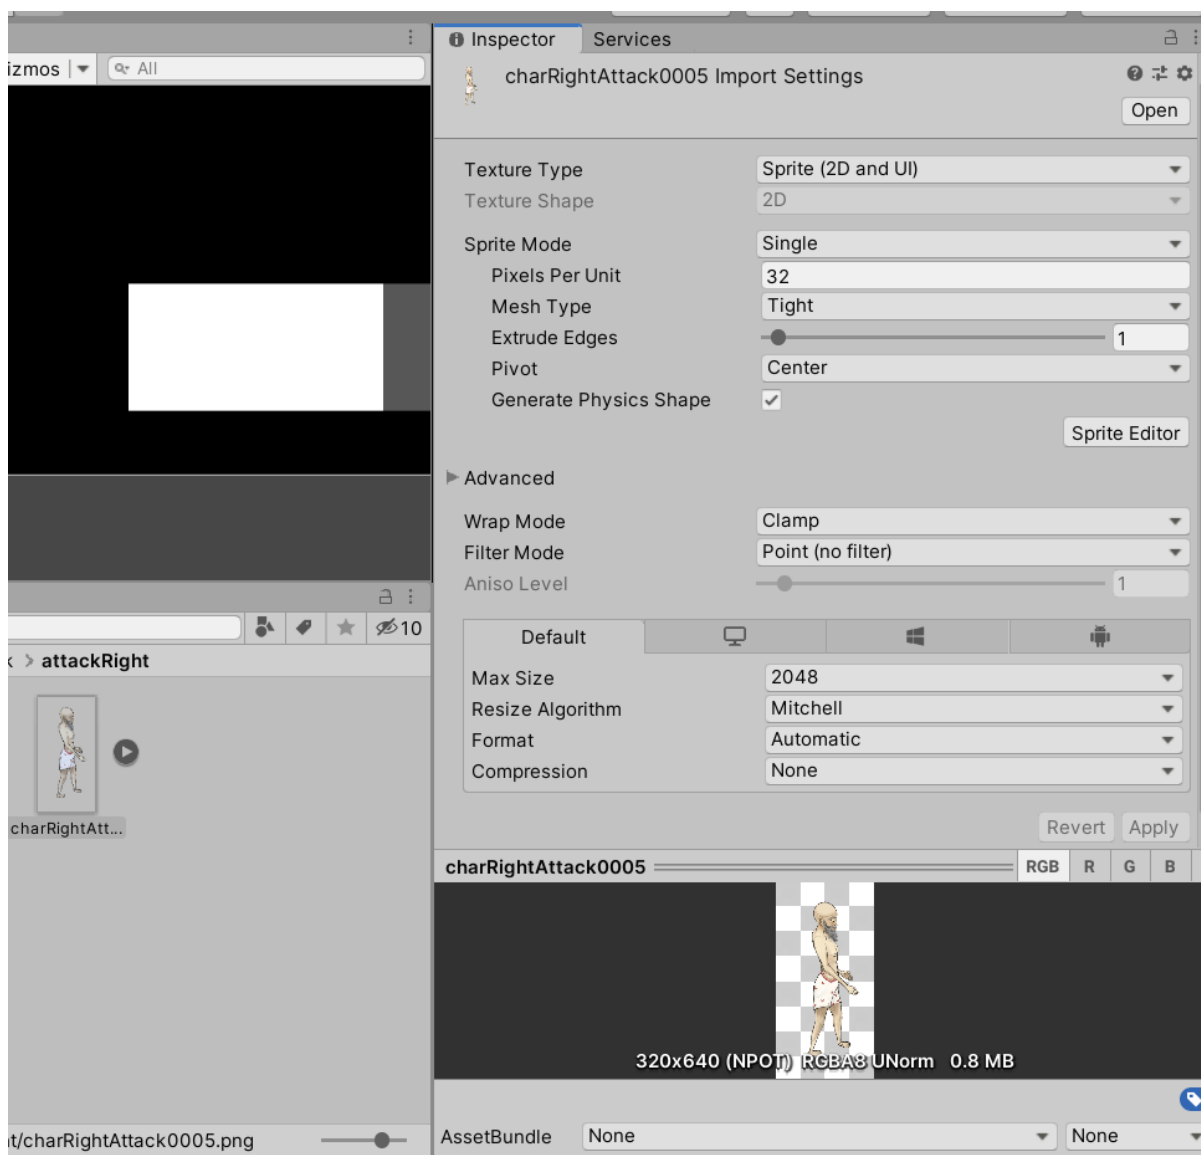 Inspector Services
izmos All
charRightAttack0005 Import Settings
Open
Texture Type Sprite (2D and UI)
Texture Shape 2D
Sprite Mode Single
Pixels Per Unit 32
Mesh Type Tight
Extrude Edges 1
Pivot Center
Generate Physics Shape
Sprite Editor
Advanced
Wrap Mode Clamp
Filter Mode Point (no filter)
Aniso Level 1
10
Default
k > attackRight
Max Size 2048
Resize Algorithm Mitchell
Format Automatic
Compression None
charRightAtt...
Revert Apply
charRightAttack0005 RGB R G B
320x640 (NPOT) RGBA8 UNorm 0.8 MB
nt/charRightAttack0005.png
AssetBundle None None